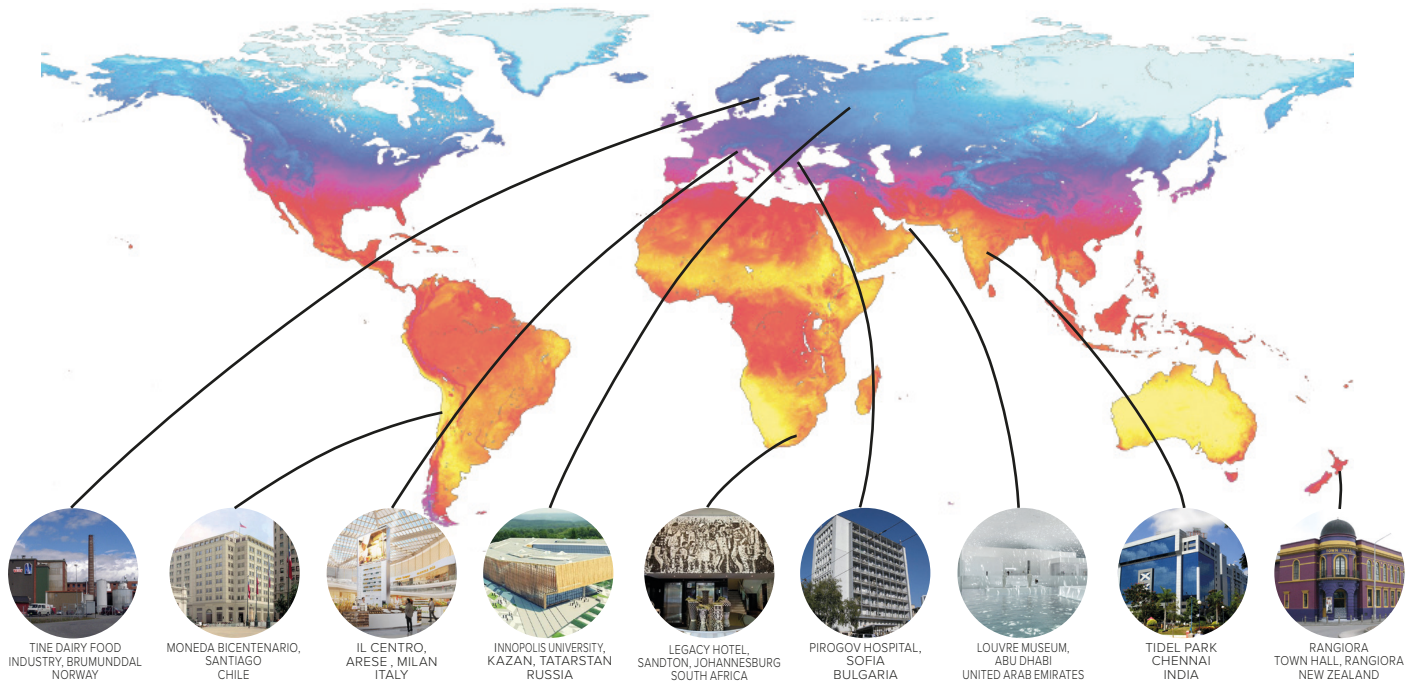 TINE DAIRY FOOD
INDUSTRY, BRUMUNDDAL
NORWAY
MONEDA BICENTENARIO,
SANTIAGO
CHILE
IL CENTRO,
ARESE , MILAN
ITALY
INNOPOLIS UNIVERSITY,
KAZAN, TATARSTAN
RUSSIA
LEGACY HOTEL,
SANDTON, JOHANNESBURG
SOUTH AFRICA
PIROGOV HOSPITAL,
SOFIA
BULGARIA
LOUVRE MUSEUM,
ABU DHABI
UNITED ARAB EMIRATES
TIDEL PARK
CHENNAI
INDIA
TOWN HALL
RANGIORA
TOWN HALL, RANGIORA
NEW ZEALAND